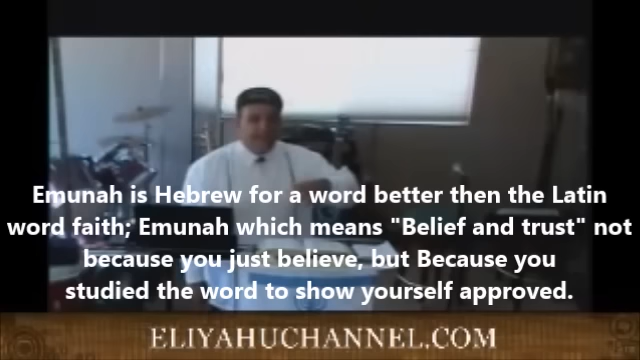 Emunah is Hebrew for a word better then the Latin
word faith; Emunah which means "Belief and trust" not
because you just believe, but Because you
studied the word to show yourself approved.
ELIYAHUCHANNEL.COM